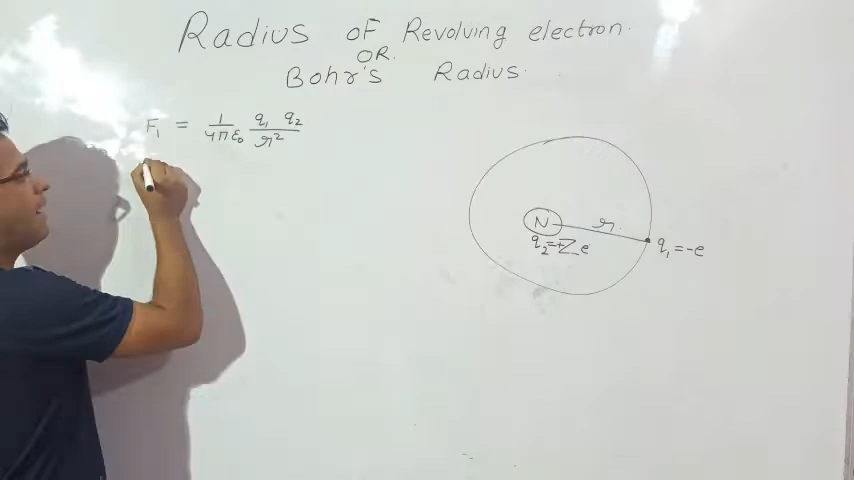 Radius of Revolving electron.
OR.
Bohr's Radius.
F₁ = 1/4πε₀ q₁ q₂/r²
N r
q₂=+Ze q₁=-e